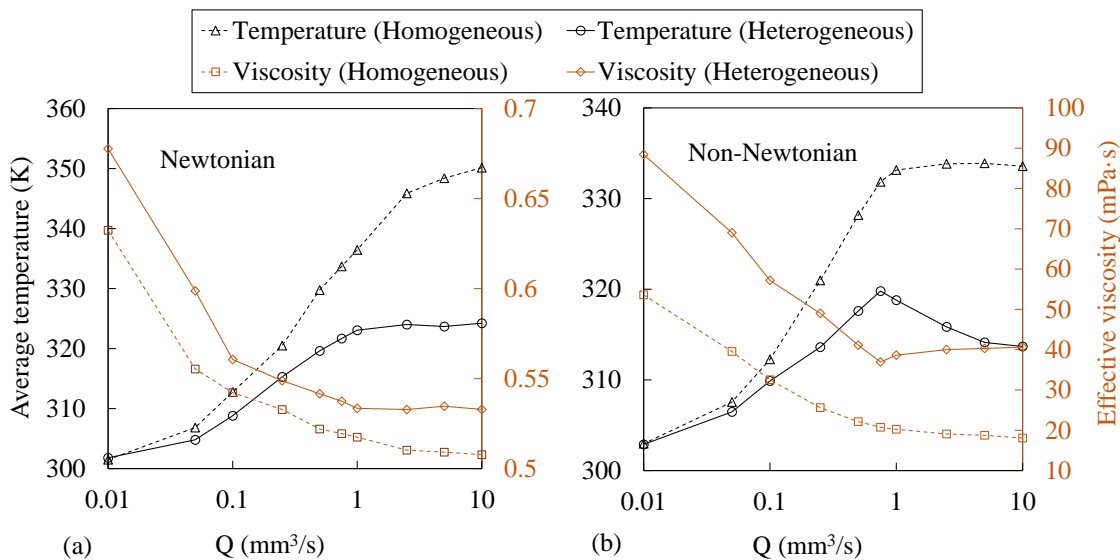 Temperature (Homogeneous) Temperature (Heterogeneous)
Viscosity (Homogeneous) Viscosity (Heterogeneous)
Average temperature (K)
360
350
340
330
320
310
300
Newtonian
0.7
0.65
0.6
0.55
0.5
0.01 0.1 1 10
(a) Q (mm³/s)
340
330
320
310
300
Non-Newtonian
100
90
80
70
60
50
40
30
20
10
Effective viscosity (mPa·s)
0.01 0.1 1 10
(b) Q (mm³/s)